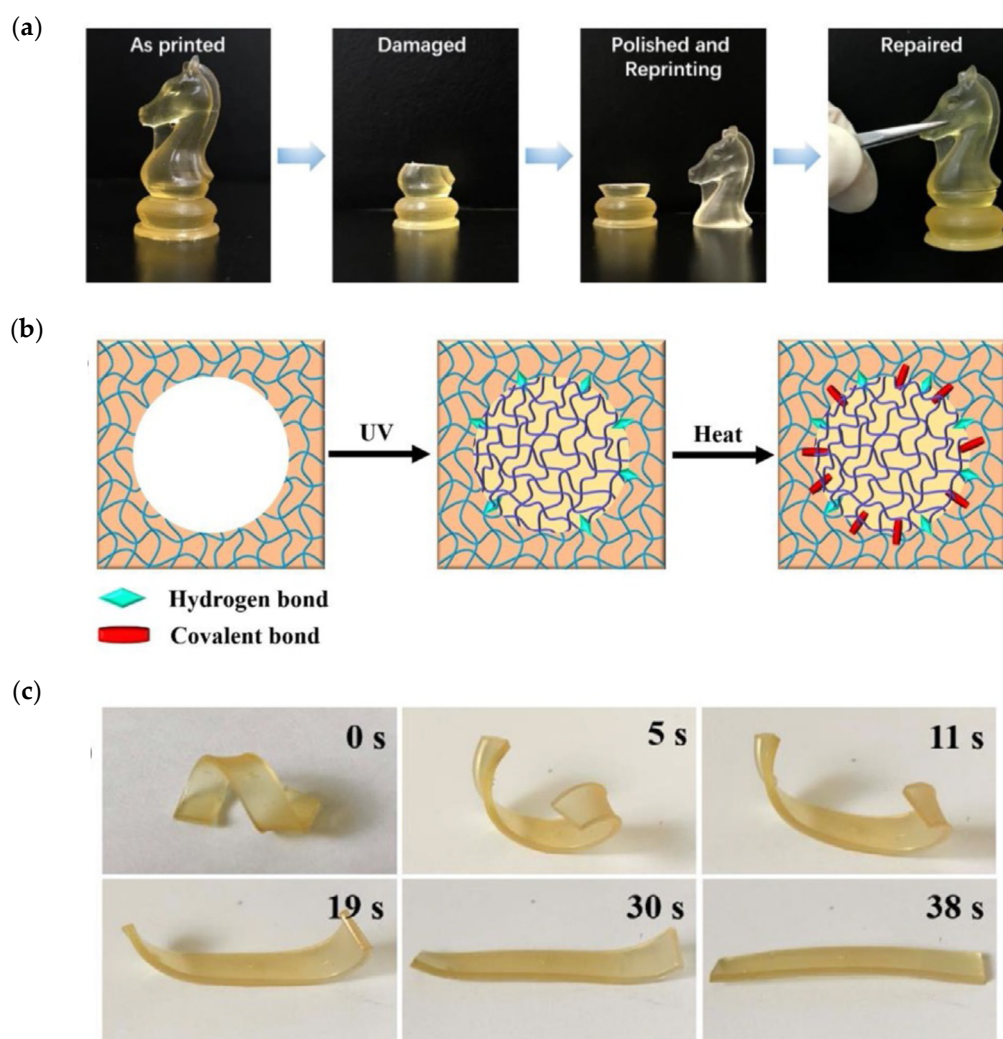 (a)
As printed
Damaged
Polished and
Reprinting
Repaired
(b)
UV
Heat
Hydrogen bond
Covalent bond
(c)
0 s
5 s
11 s
19 s
30 s
38 s